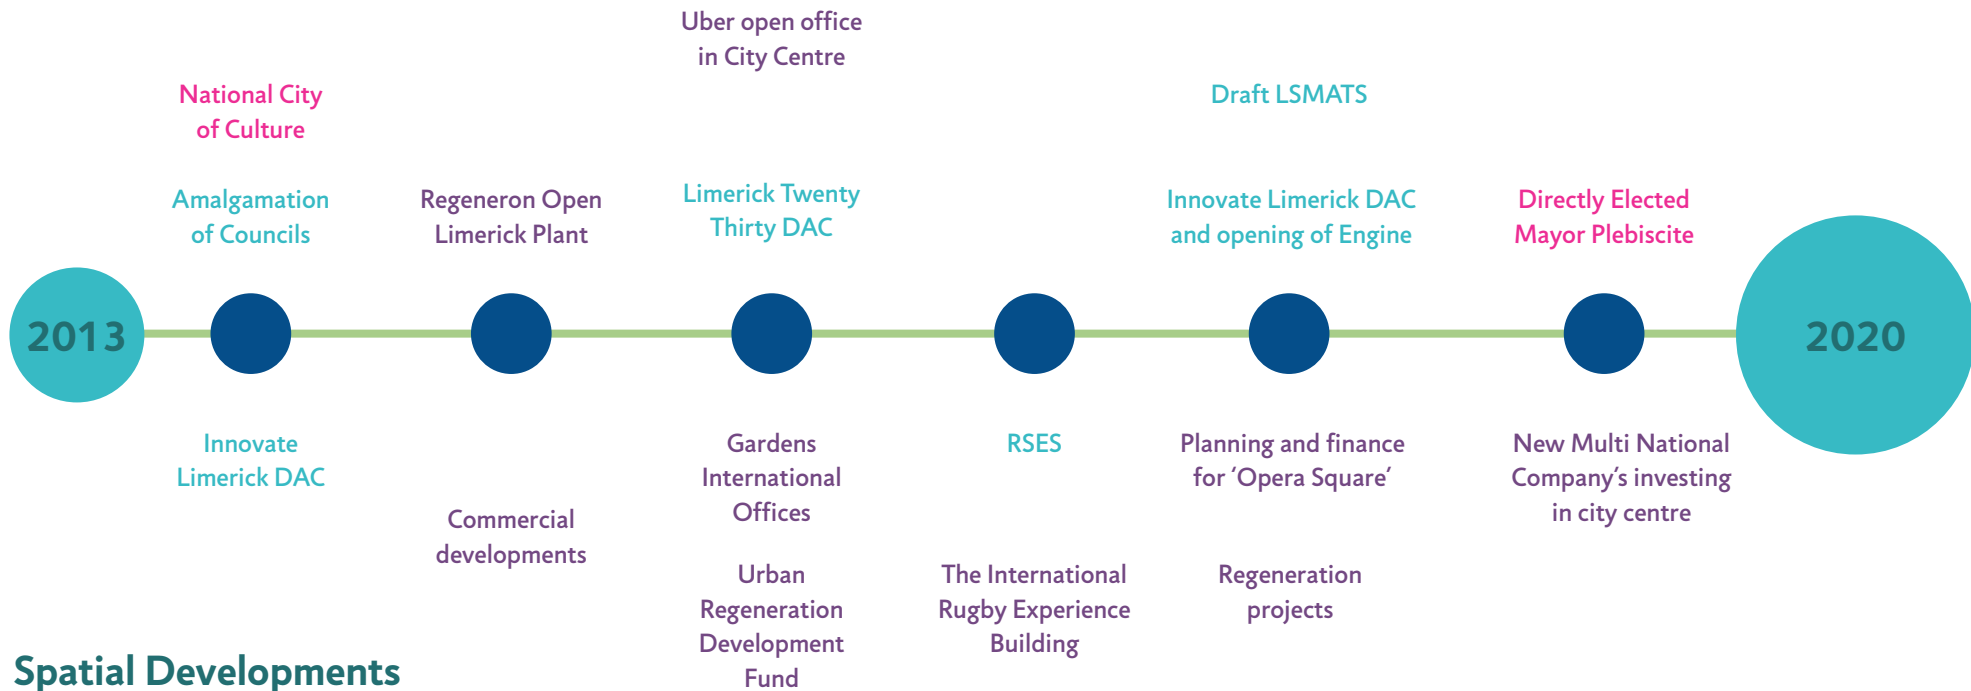 Uber open office
in City Centre
National City
of Culture
Draft LSMATS
Amalgamation
of Councils
Regeneron Open
Limerick Plant
Limerick Twenty
Thirty DAC
Innovate Limerick DAC
and opening of Engine
Directly Elected
Mayor Plebiscite
2013
2020
Innovate
Limerick DAC
Commercial
developments
Gardens
International
Offices
Urban
Regeneration
Development
Fund
RSES
The International
Rugby Experience
Building
Planning and finance
for ‘Opera Square’
Regeneration
projects
New Multi National
Company’s investing
in city centre
Spatial Developments